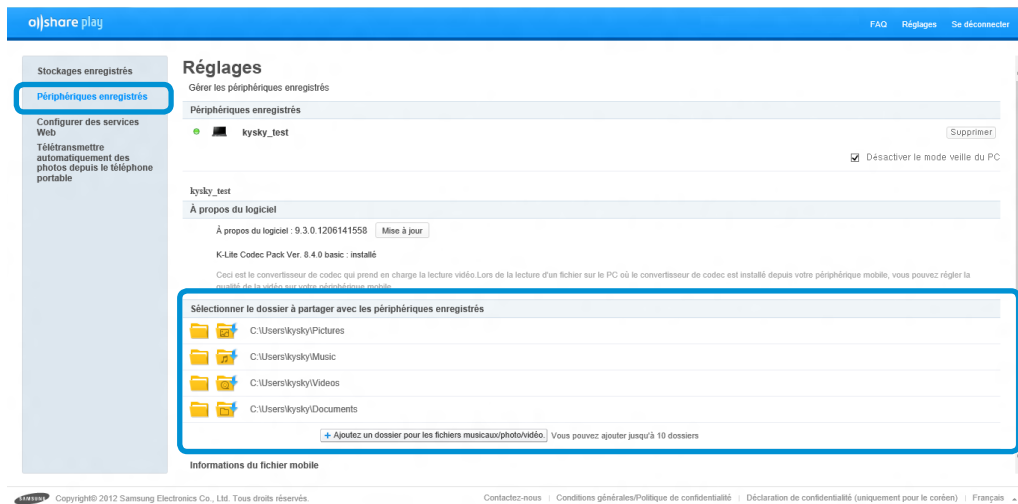 allshare play
FAQ Réglages Se déconnecter
Stockages enregistrés
Périphériques enregistrés
Configurer des services
Web
Télétransmettre
automatiquement des
photos depuis le téléphone
portable
Réglages
Gérer les périphériques enregistrés
Périphériques enregistrés
kysky_test
Supprimer
Désactiver le mode veille du PC
kysky_test
À propos du logiciel
À propos du logiciel : 9.3.0.1206141558 Mise à jour
K-Lite Codec Pack Ver. 8.4.0 basic : installé
Ceci est le convertisseur de codec qui prend en charge la lecture vidéo.Lors de la lecture d'un fichier sur le PC où le convertisseur de codec est installé depuis votre périphérique mobile, vous pouvez régler la
qualité de la vidéo sur votre périphérique mobile.
Sélectionner le dossier à partager avec les périphériques enregistrés
C:\Users\kysky\Pictures
C:\Users\kysky\Music
C:\Users\kysky\Videos
C:\Users\kysky\Documents
+ Ajoutez un dossier pour les fichiers musicaux/photo/vidéo. Vous pouvez ajouter jusqu'à 10 dossiers
Informations du fichier mobile
SAMSUNG Copyright© 2012 Samsung Electronics Co., Ltd. Tous droits réservés.
Contactez-nous | Conditions générales/Politique de confidentialité | Déclaration de confidentialité (uniquement pour le coréen) | Français